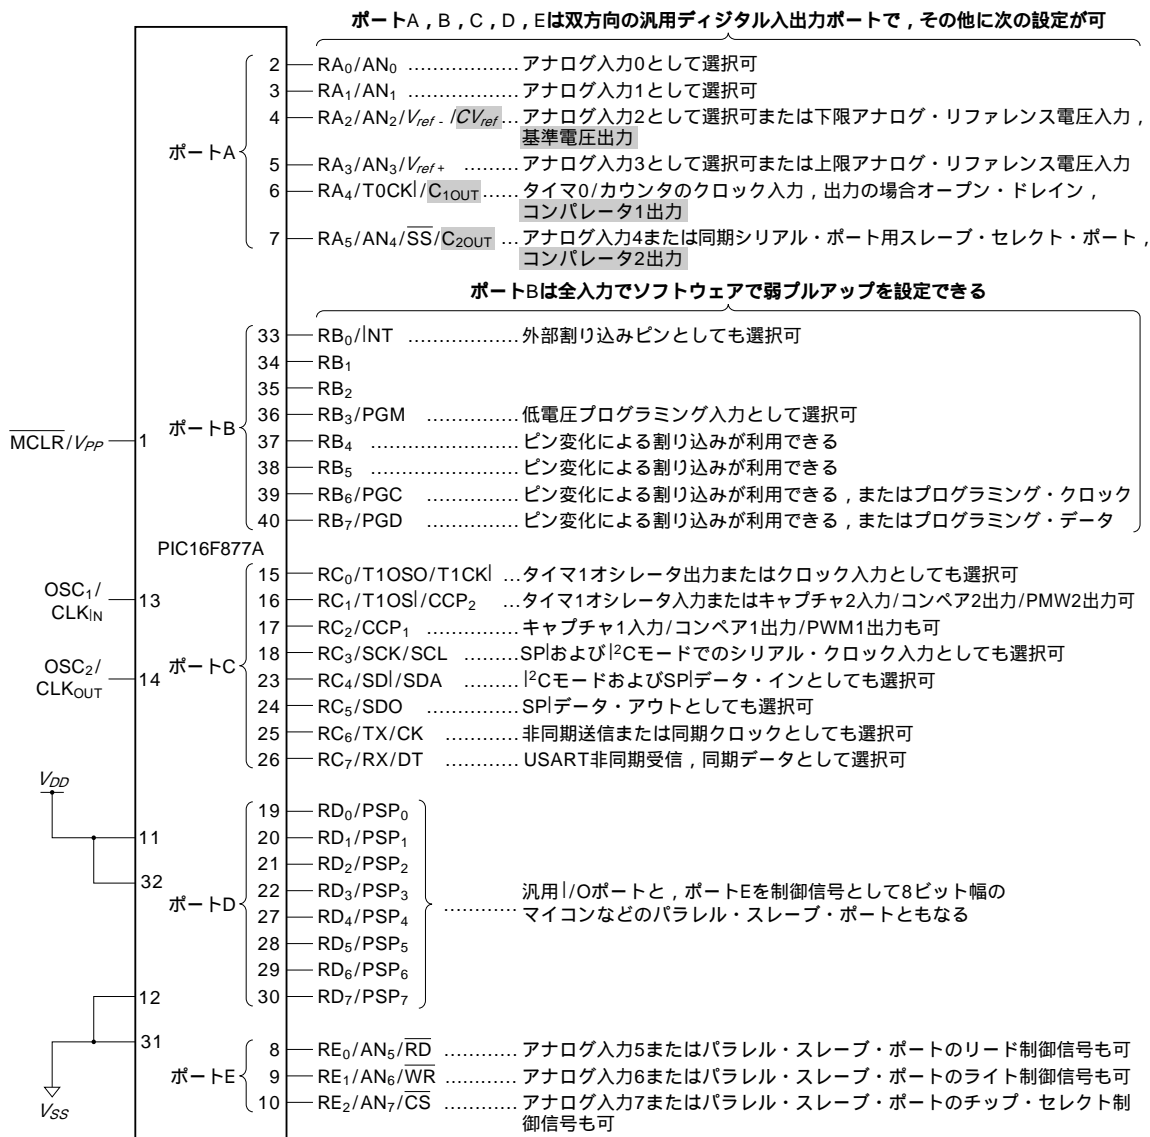 ポートA，B，C，D，Eは双方向の汎用ディジタル入出力ポートで，その他に次の設定が可
ポートA
2 RA0/AN0 ..................アナログ入力0として選択可
3 RA1/AN1 ..................アナログ入力1として選択可
4 RA2/AN2/Vref-/CVref...アナログ入力2として選択可または下限アナログ・リファレンス電圧入力，
基準電圧出力
5 RA3/AN3/Vref+ .........アナログ入力3として選択可または上限アナログ・リファレンス電圧入力
6 RA4/T0CKI/C1OUT......タイマ0/カウンタのクロック入力，出力の場合オープン・ドレイン，
コンパレータ1出力
7 RA5/AN4/S̅S̅/C2OUT ...アナログ入力4または同期シリアル・ポート用スレーブ・セレクト・ポート，
コンパレータ2出力
ポートBは全入力でソフトウェアで弱プルアップを設定できる
ポートB
33 RB0/INT ..................外部割り込みピンとしても選択可
34 RB1
35 RB2
36 RB3/PGM ...............低電圧プログラミング入力として選択可
37 RB4 ........................ピン変化による割り込みが利用できる
38 RB5 ........................ピン変化による割り込みが利用できる
39 RB6/PGC ...............ピン変化による割り込みが利用できる，またはプログラミング・クロック
40 RB7/PGD ...............ピン変化による割り込みが利用できる，またはプログラミング・データ
M̅C̅L̅R̅/VPP 1
PIC16F877A
OSC1/
CLKIN
13
OSC2/
CLKOUT
14
ポートC
15 RC0/T1OSO/T1CKI ...タイマ1オシレータ出力またはクロック入力としても選択可
16 RC1/T1OSI/CCP2 ...タイマ1オシレータ入力またはキャプチャ2入力/コンペア2出力/PMW2出力可
17 RC2/CCP1 ...............キャプチャ1入力/コンペア1出力/PWM1出力も可
18 RC3/SCK/SCL .........SPIおよびI²Cモードでのシリアル・クロック入力としても選択可
23 RC4/SDI/SDA .........I²CモードおよびSPIデータ・インとしても選択可
24 RC5/SDO ...............SPIデータ・アウトとしても選択可
25 RC6/TX/CK ............非同期送信または同期クロックとしても選択可
26 RC7/RX/DT ............USART非同期受信，同期データとして選択可
VDD
11
32
ポートD
19 RD0/PSP0
20 RD1/PSP1
21 RD2/PSP2
22 RD3/PSP3
27 RD4/PSP4
28 RD5/PSP5
29 RD6/PSP6
30 RD7/PSP7
............汎用I/Oポートと，ポートEを制御信号として8ビット幅の
マイコンなどのパラレル・スレーブ・ポートともなる
12
31
VSS
ポートE
8 RE0/AN5/R̅D̅ ............アナログ入力5またはパラレル・スレーブ・ポートのリード制御信号も可
9 RE1/AN6/W̅R̅ ............アナログ入力6またはパラレル・スレーブ・ポートのライト制御信号も可
10 RE2/AN7/C̅S̅ ............アナログ入力7またはパラレル・スレーブ・ポートのチップ・セレクト制
御信号も可